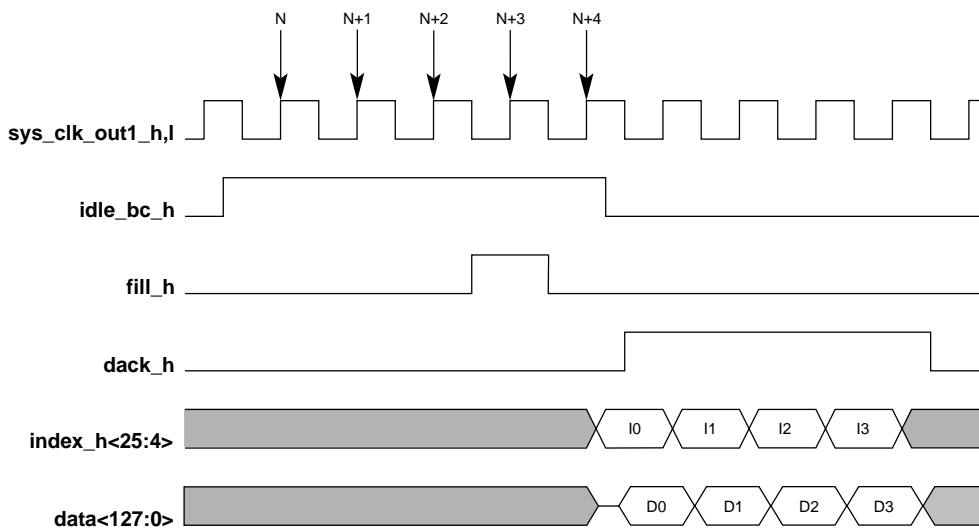 N N+1 N+2 N+3 N+4
sys_clk_out1_h,l
idle_bc_h
fill_h
dack_h
index_h<25:4> I0 I1 I2 I3
data<127:0> D0 D1 D2 D3